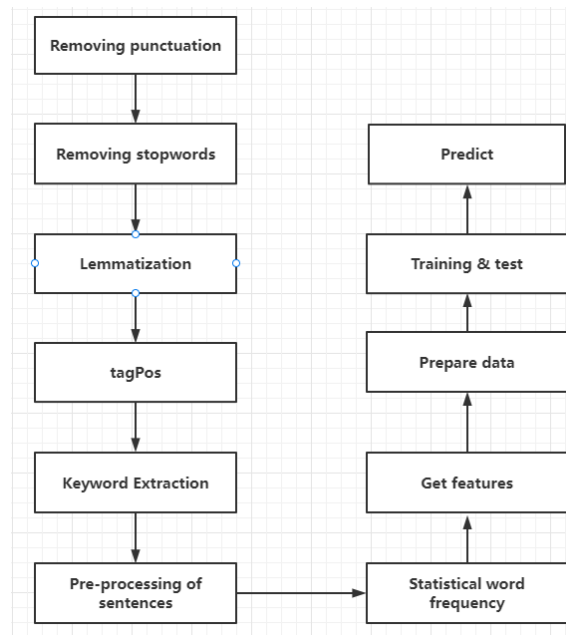 Removing punctuation
Removing stopwords
Lemmatization
tagPos
Keyword Extraction
Pre-processing of
sentences
Statistical word
frequency
Get features
Prepare data
Training & test
Predict